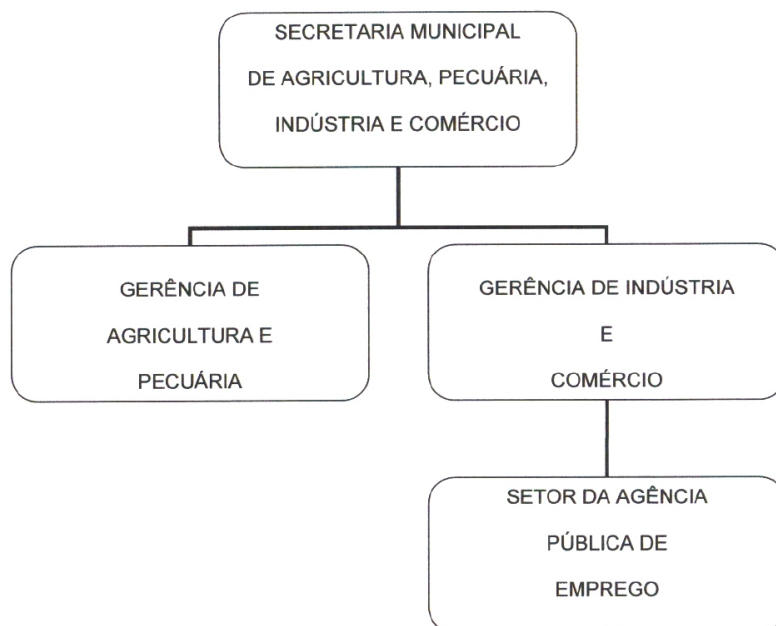 SECRETARIA MUNICIPAL
DE AGRICULTURA, PECUÁRIA,
INDÚSTRIA E COMÉRCIO
GERÊNCIA DE
AGRICULTURA E
PECUÁRIA
GERÊNCIA DE INDÚSTRIA
E
COMÉRCIO
SETOR DA AGÊNCIA
PÚBLICA DE
EMPREGO